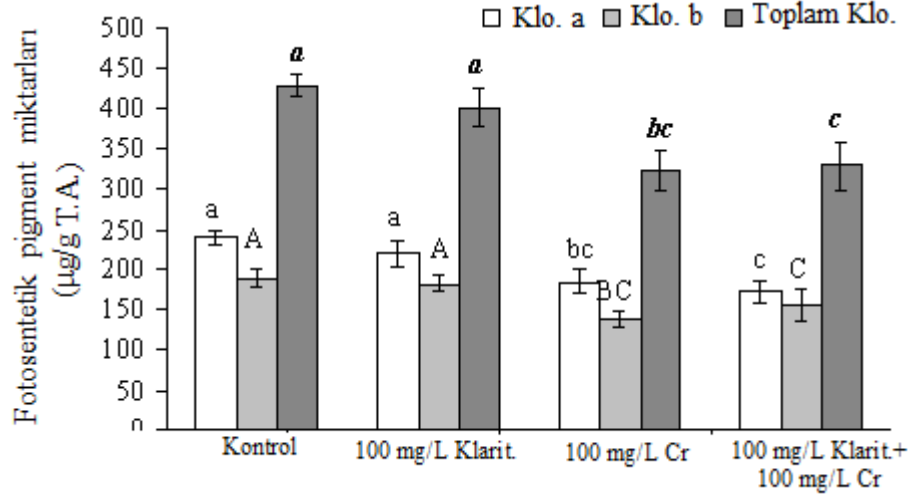 Klo. a Klo. b Toplam Klo.
Fotosentetik pigment miktarları
(µg/g T.A.)
500
450
400
350
300
250
200
150
100
50
0
a
A
a
a
A
a
bc
BC
bc
c
C
c
Kontrol
100 mg/L Klarit.
100 mg/L Cr
100 mg/L Klarit.+
100 mg/L Cr